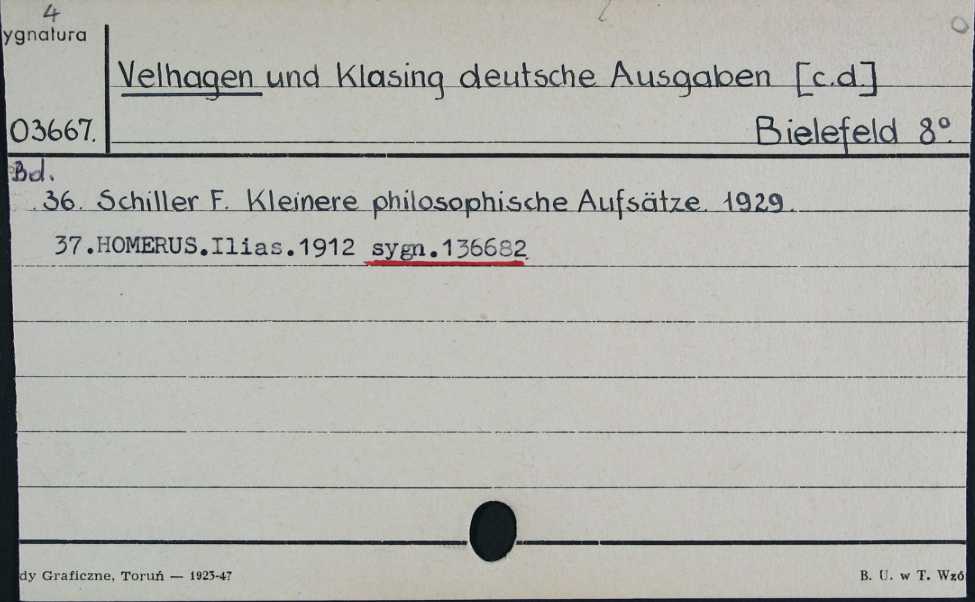 4
ygnatura
Velhagen und Klasing deutsche Ausgaben [c.d.]
03667.
Bielefeld 8º.
Bd.
36. Schiller F. Kleinere philosophische Aufsätze. 1929.
37.HOMERUS.Ilias.1912 sygn.136682
dy Graficzne, Toruń — 1925-47
B. U. w T. Wzó